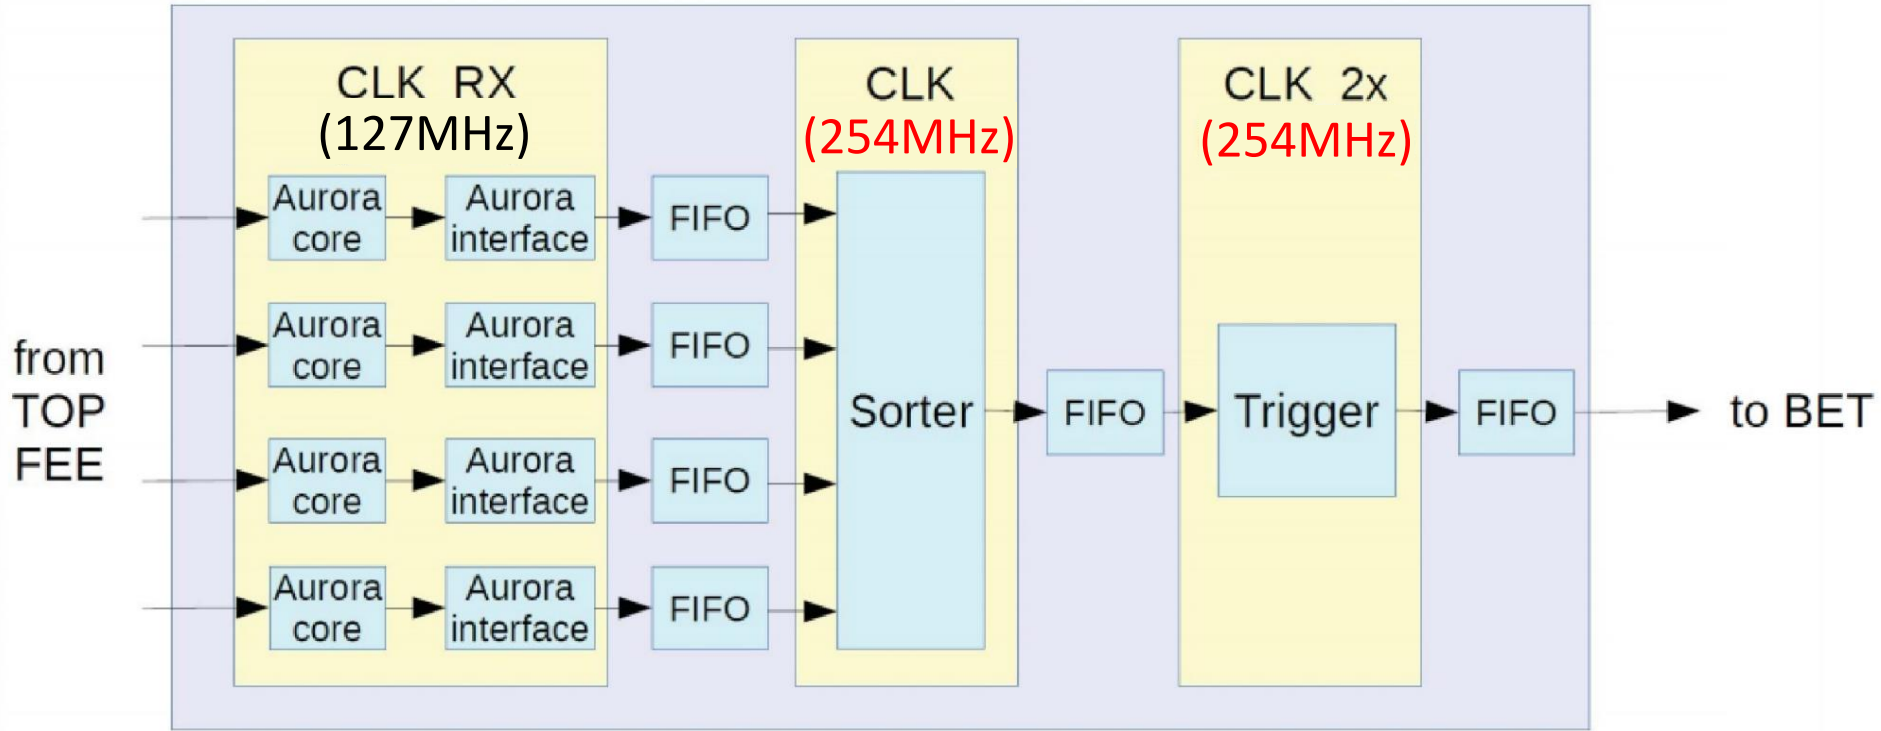 CLK RX
(127MHz)
CLK
(254MHz)
CLK 2x
(254MHz)
from
TOP
FEE
Aurora
core
Aurora
interface
FIFO
Aurora
core
Aurora
interface
FIFO
Aurora
core
Aurora
interface
FIFO
Aurora
core
Aurora
interface
FIFO
Sorter
FIFO
Trigger
FIFO
to BET